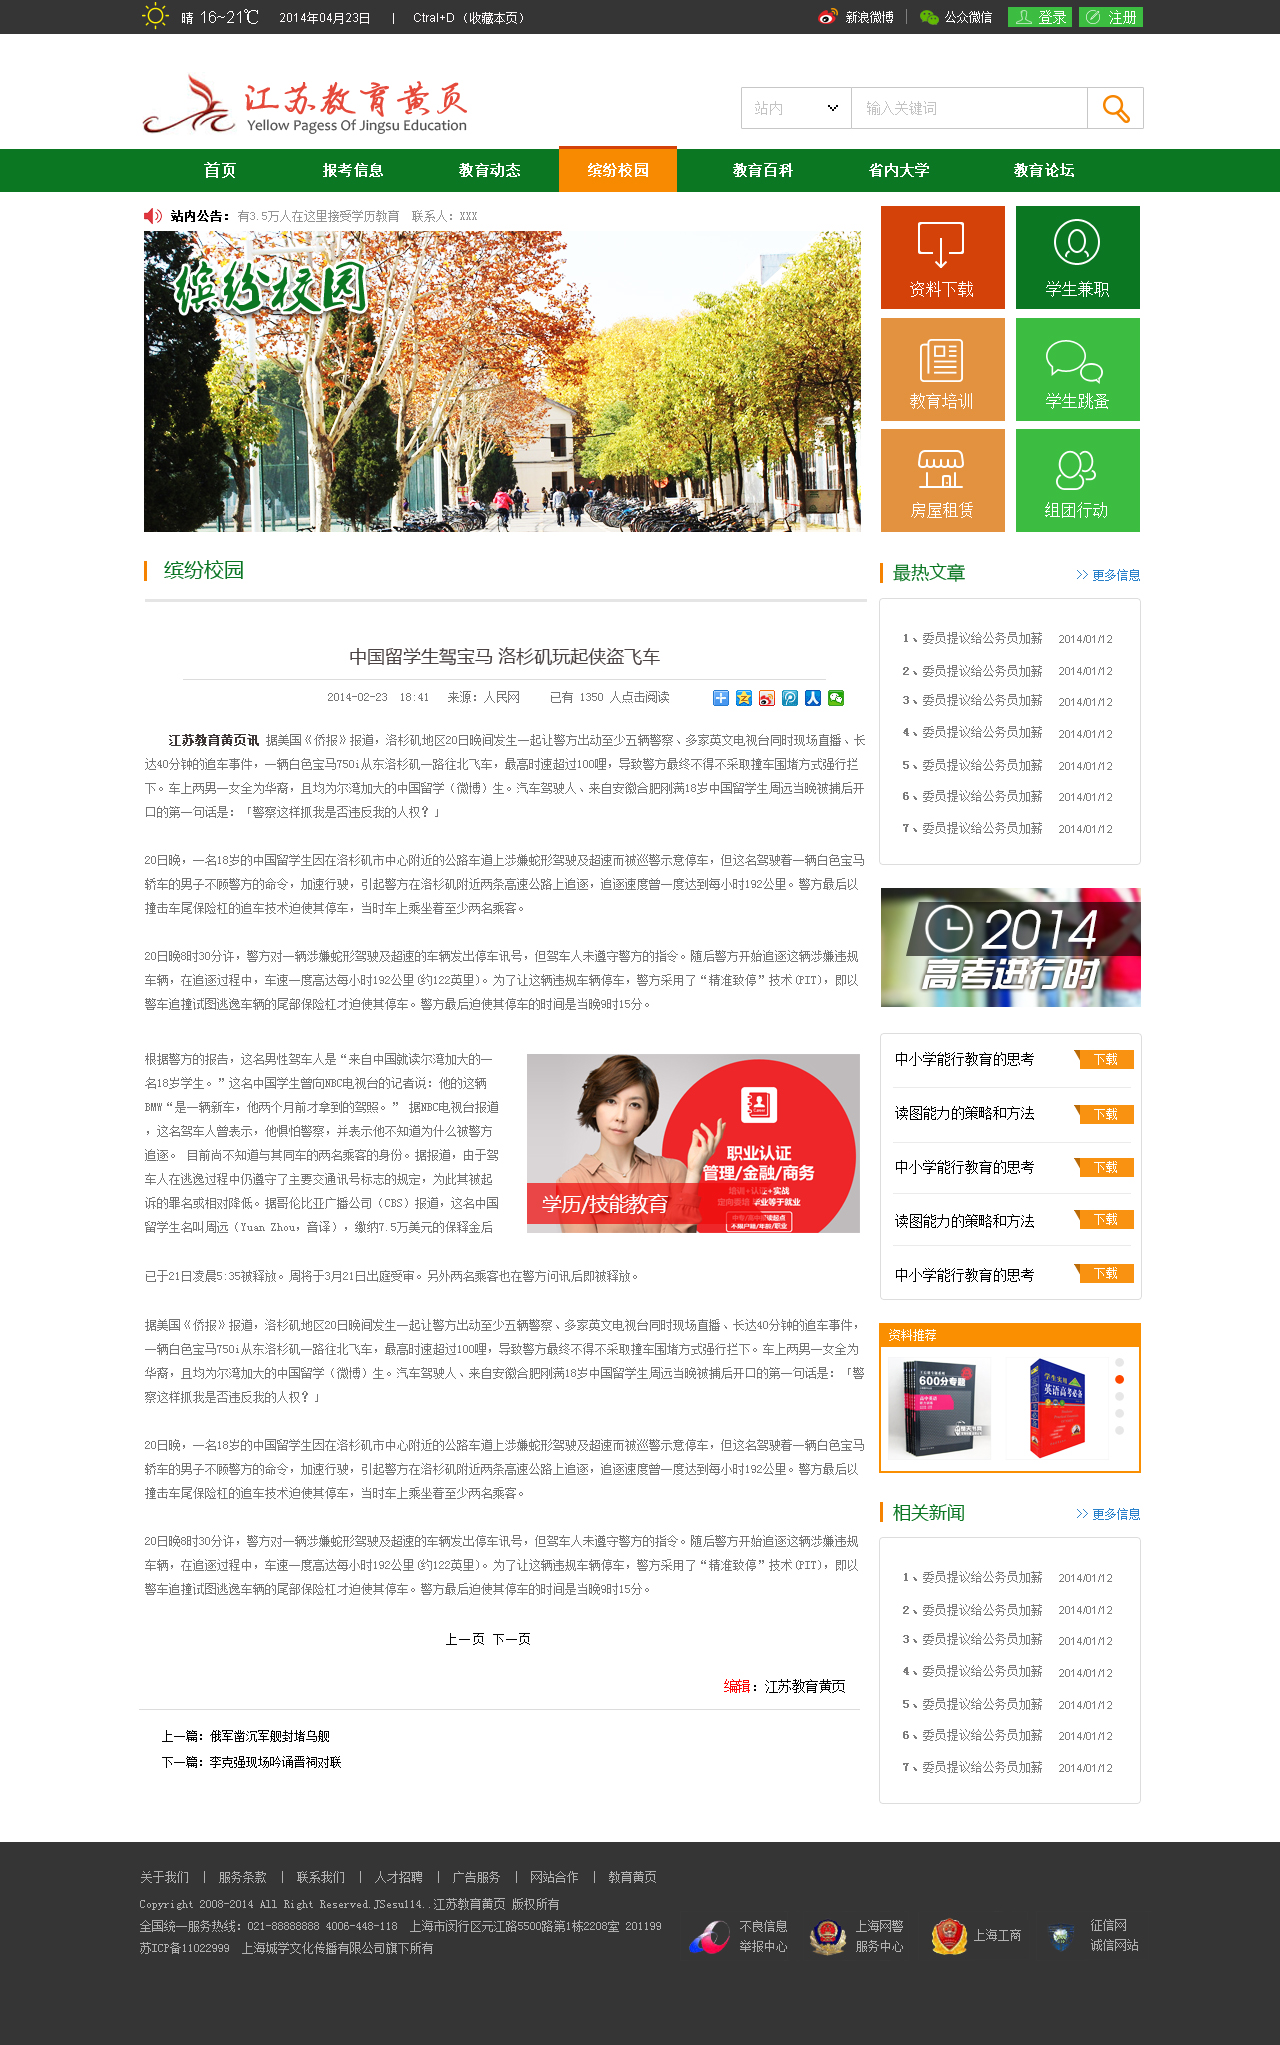 晴 16~21℃ 2014年04月23日 | Ctral+D（收藏本页）
新浪微博 | 公众微信 登录 注册
江苏教育黄页
Yellow Pagess Of Jingsu Education
站内 输入关键词
首页 报考信息 教育动态 缤纷校园 教育百科 省内大学 教育论坛
站内公告：有3.5万人在这里接受学历教育 联系人：XXX
缤纷校园
资料下载 学生兼职
教育培训 学生跳蚤
房屋租赁 组团行动
缤纷校园
中国留学生驾宝马 洛杉矶玩起侠盗飞车
2014-02-23 18:41 来源：人民网 已有 1350 人点击阅读
江苏教育黄页讯 据美国《侨报》报道，洛杉矶地区20日晚间发生一起让警方出动至少五辆警察、多家英文电视台同时现场直播、长
达40分钟的追车事件，一辆白色宝马750i从东洛杉矶一路往北飞车，最高时速超过100哩，导致警方最终不得不采取撞车围堵方式强行拦
下。车上两男一女全为华裔，且均为尔湾加大的中国留学（微博）生。汽车驾驶人、来自安徽合肥刚满18岁中国留学生周远当晚被捕后开
口的第一句话是：「警察这样抓我是否违反我的人权？」
20日晚，一名18岁的中国留学生因在洛杉矶市中心附近的公路车道上涉嫌蛇形驾驶及超速而被巡警示意停车，但这名驾驶着一辆白色宝马
轿车的男子不顾警方的命令，加速行驶，引起警方在洛杉矶附近两条高速公路上追逐，追逐速度曾一度达到每小时192公里。警方最后以
撞击车尾保险杠的追车技术迫使其停车，当时车上乘坐着至少两名乘客。
20日晚8时30分许，警方对一辆涉嫌蛇形驾驶及超速的车辆发出停车讯号，但驾车人未遵守警方的指令。随后警方开始追逐这辆涉嫌违规
车辆，在追逐过程中，车速一度高达每小时192公里(约122英里)。为了让这辆违规车辆停车，警方采用了“精准致停”技术(PIT)，即以
警车追撞试图逃逸车辆的尾部保险杠才迫使其停车。警方最后迫使其停车的时间是当晚9时15分。
根据警方的报告，这名男性驾车人是“来自中国就读尔湾加大的一
名18岁学生。”这名中国学生曾向NBC电视台的记者说：他的这辆
BMW“是一辆新车，他两个月前才拿到的驾照。” 据NBC电视台报道
，这名驾车人曾表示，他惧怕警察，并表示他不知道为什么被警方
追逐。 目前尚不知道与其同车的两名乘客的身份。据报道，由于驾
车人在逃逸过程中仍遵守了主要交通讯号标志的规定，为此其被起
诉的罪名或相对降低。据哥伦比亚广播公司（CBS）报道，这名中国
留学生名叫周远（Yuan Zhou，音译），缴纳7.5万美元的保释金后
职业认证
管理/金融/商务
学历/技能教育
已于21日凌晨5:35被释放。周将于3月21日出庭受审。另外两名乘客也在警方问讯后即被释放。
据美国《侨报》报道，洛杉矶地区20日晚间发生一起让警方出动至少五辆警察、多家英文电视台同时现场直播、长达40分钟的追车事件，
一辆白色宝马750i从东洛杉矶一路往北飞车，最高时速超过100哩，导致警方最终不得不采取撞车围堵方式强行拦下。车上两男一女全为
华裔，且均为尔湾加大的中国留学（微博）生。汽车驾驶人、来自安徽合肥刚满18岁中国留学生周远当晚被捕后开口的第一句话是：「警
察这样抓我是否违反我的人权？」
20日晚，一名18岁的中国留学生因在洛杉矶市中心附近的公路车道上涉嫌蛇形驾驶及超速而被巡警示意停车，但这名驾驶着一辆白色宝马
轿车的男子不顾警方的命令，加速行驶，引起警方在洛杉矶附近两条高速公路上追逐，追逐速度曾一度达到每小时192公里。警方最后以
撞击车尾保险杠的追车技术迫使其停车，当时车上乘坐着至少两名乘客。
20日晚8时30分许，警方对一辆涉嫌蛇形驾驶及超速的车辆发出停车讯号，但驾车人未遵守警方的指令。随后警方开始追逐这辆涉嫌违规
车辆，在追逐过程中，车速一度高达每小时192公里(约122英里)。为了让这辆违规车辆停车，警方采用了“精准致停”技术(PIT)，即以
警车追撞试图逃逸车辆的尾部保险杠才迫使其停车。警方最后迫使其停车的时间是当晚9时15分。
上一页 下一页
编辑：江苏教育黄页
上一篇：俄军凿沉军舰封堵乌舰
下一篇：李克强现场吟诵晋祠对联
最热文章 >> 更多信息
1、委员提议给公务员加薪 2014/01/12
2、委员提议给公务员加薪 2014/01/12
3、委员提议给公务员加薪 2014/01/12
4、委员提议给公务员加薪 2014/01/12
5、委员提议给公务员加薪 2014/01/12
6、委员提议给公务员加薪 2014/01/12
7、委员提议给公务员加薪 2014/01/12
2014
高考进行时
中小学能行教育的思考 下载
读图能力的策略和方法 下载
中小学能行教育的思考 下载
读图能力的策略和方法 下载
中小学能行教育的思考 下载
资料推荐
600分专题
学生实用
英语高考必备
相关新闻 >> 更多信息
1、委员提议给公务员加薪 2014/01/12
2、委员提议给公务员加薪 2014/01/12
3、委员提议给公务员加薪 2014/01/12
4、委员提议给公务员加薪 2014/01/12
5、委员提议给公务员加薪 2014/01/12
6、委员提议给公务员加薪 2014/01/12
7、委员提议给公务员加薪 2014/01/12
关于我们 | 服务条款 | 联系我们 | 人才招聘 | 广告服务 | 网站合作 | 教育黄页
Copyright 2008-2014 All Right Reserved.JSesu114..江苏教育黄页 版权所有
全国统一服务热线：021-88888888 4006-448-118 上海市闵行区元江路5500路第1栋2208室 201199
苏ICP备11022999 上海城学文化传播有限公司旗下所有
不良信息
举报中心
上海网警
服务中心
上海工商
征信网
诚信网站